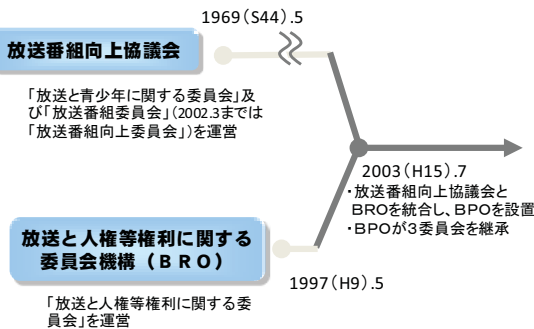 1969（S44）.5
放送番組向上協議会
「放送と青少年に関する委員会」及
び「放送番組委員会」（2002.3までは
「放送番組向上委員会」）を運営
2003（H15）.7
・放送番組向上協議会と
BROを統合し、BPOを設置
・BPOが3委員会を継承
放送と人権等権利に関する
委員会機構（ＢＲＯ）
1997（H9）.5
「放送と人権等権利に関する委
員会」を運営